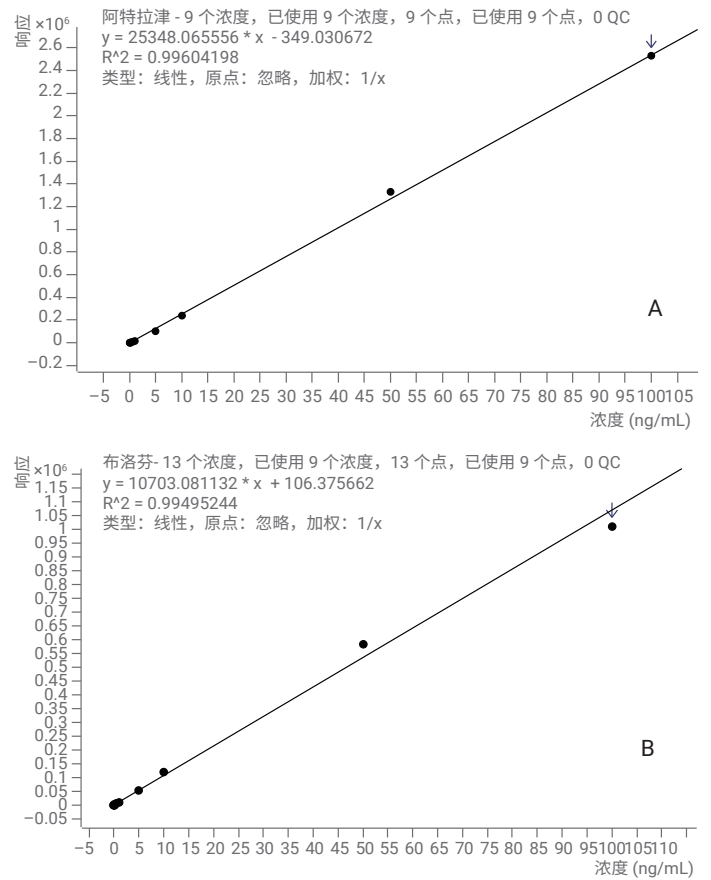 响应
×10⁶
阿特拉津 - 9 个浓度，已使用 9 个浓度，9 个点，已使用 9 个点，0 QC
y = 25348.065556 * x - 349.030672
R^2 = 0.99604198
类型：线性，原点：忽略，加权：1/x
2.6
2.4
2.2
2
1.8
1.6
1.4
1.2
1
0.8
0.6
0.4
0.2
0
−0.2
A
−5 0 5 10 15 20 25 30 35 40 45 50 55 60 65 70 75 80 85 90 95 100 105
浓度 (ng/mL)
响应
×10⁶
布洛芬- 13 个浓度，已使用 9 个浓度，13 个点，已使用 9 个点，0 QC
y = 10703.081132 * x + 106.375662
R^2 = 0.99495244
类型：线性，原点：忽略，加权：1/x
1.15
1.1
1.05
1
0.95
0.9
0.85
0.8
0.75
0.7
0.65
0.6
0.55
0.5
0.45
0.4
0.35
0.3
0.25
0.2
0.15
0.1
0.05
0
−0.05
B
−5 0 5 10 15 20 25 30 35 40 45 50 55 60 65 70 75 80 85 90 95 100 105 110
浓度 (ng/mL)